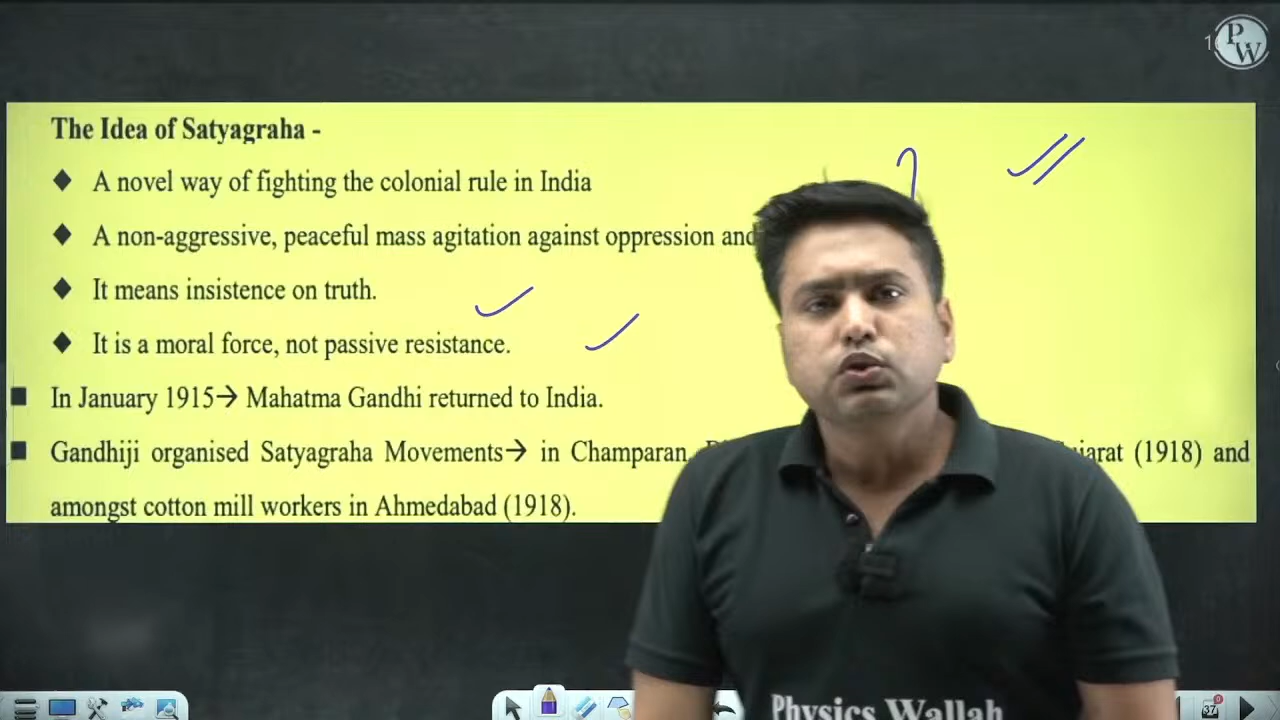 PW
The Idea of Satyagraha -
A novel way of fighting the colonial rule in India
A non-aggressive, peaceful mass agitation against oppression and
It means insistence on truth.
It is a moral force, not passive resistance.
In January 1915→ Mahatma Gandhi returned to India.
Gandhiji organised Satyagraha Movements→ in Champaran, (1918) and
amongst cotton mill workers in Ahmedabad (1918).
Physics Wallah
37